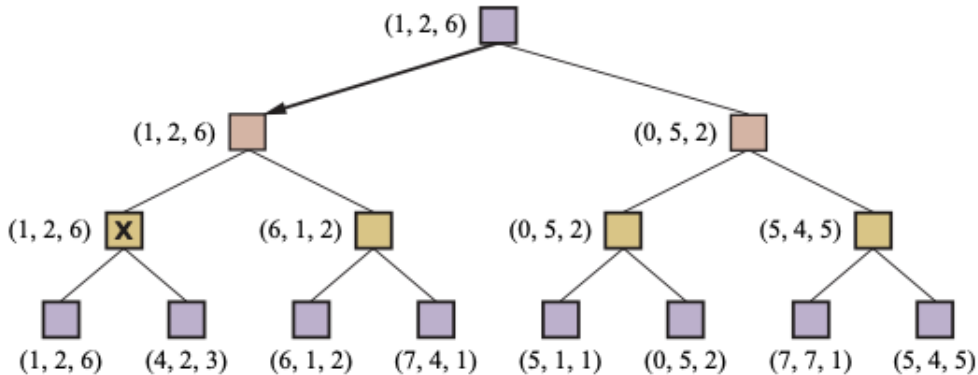 (1, 2, 6)
(1, 2, 6) (0, 5, 2)
(1, 2, 6) X (6, 1, 2) (0, 5, 2) (5, 4, 5)
(1, 2, 6) (4, 2, 3) (6, 1, 2) (7, 4, 1) (5, 1, 1) (0, 5, 2) (7, 7, 1) (5, 4, 5)